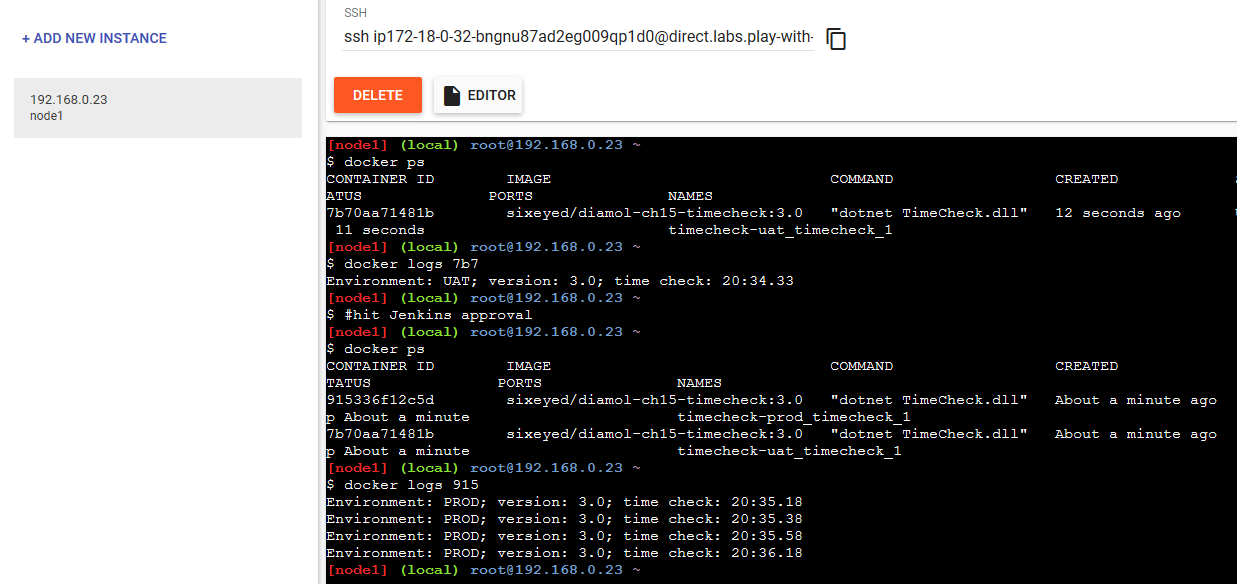 SSH
+ ADD NEW INSTANCE
ssh ip172-18-0-32-bngnu87ad2eg009qp1d0@direct.labs.play-with-
DELETE
EDITOR
192.168.0.23
node1
[node1] (local) root@192.168.0.23 ~
$ docker ps
CONTAINER ID IMAGE COMMAND CREATED
ATUS PORTS NAMES
7b70aa71481b sixeyed/diamol-ch15-timecheck:3.0 "dotnet TimeCheck.dll" 12 seconds ago
11 seconds timecheck-uat_timecheck_1
[node1] (local) root@192.168.0.23 ~
$ docker logs 7b7
Environment: UAT; version: 3.0; time check: 20:34.33
[node1] (local) root@192.168.0.23 ~
$ #hit Jenkins approval
[node1] (local) root@192.168.0.23 ~
$ docker ps
CONTAINER ID IMAGE COMMAND CREATED
TATUS PORTS NAMES
915336f12c5d sixeyed/diamol-ch15-timecheck:3.0 "dotnet TimeCheck.dll" About a minute ago
p About a minute timecheck-prod_timecheck_1
7b70aa71481b sixeyed/diamol-ch15-timecheck:3.0 "dotnet TimeCheck.dll" About a minute ago
p About a minute timecheck-uat_timecheck_1
[node1] (local) root@192.168.0.23 ~
$ docker logs 915
Environment: PROD; version: 3.0; time check: 20:35.18
Environment: PROD; version: 3.0; time check: 20:35.38
Environment: PROD; version: 3.0; time check: 20:35.58
Environment: PROD; version: 3.0; time check: 20:36.18
[node1] (local) root@192.168.0.23 ~